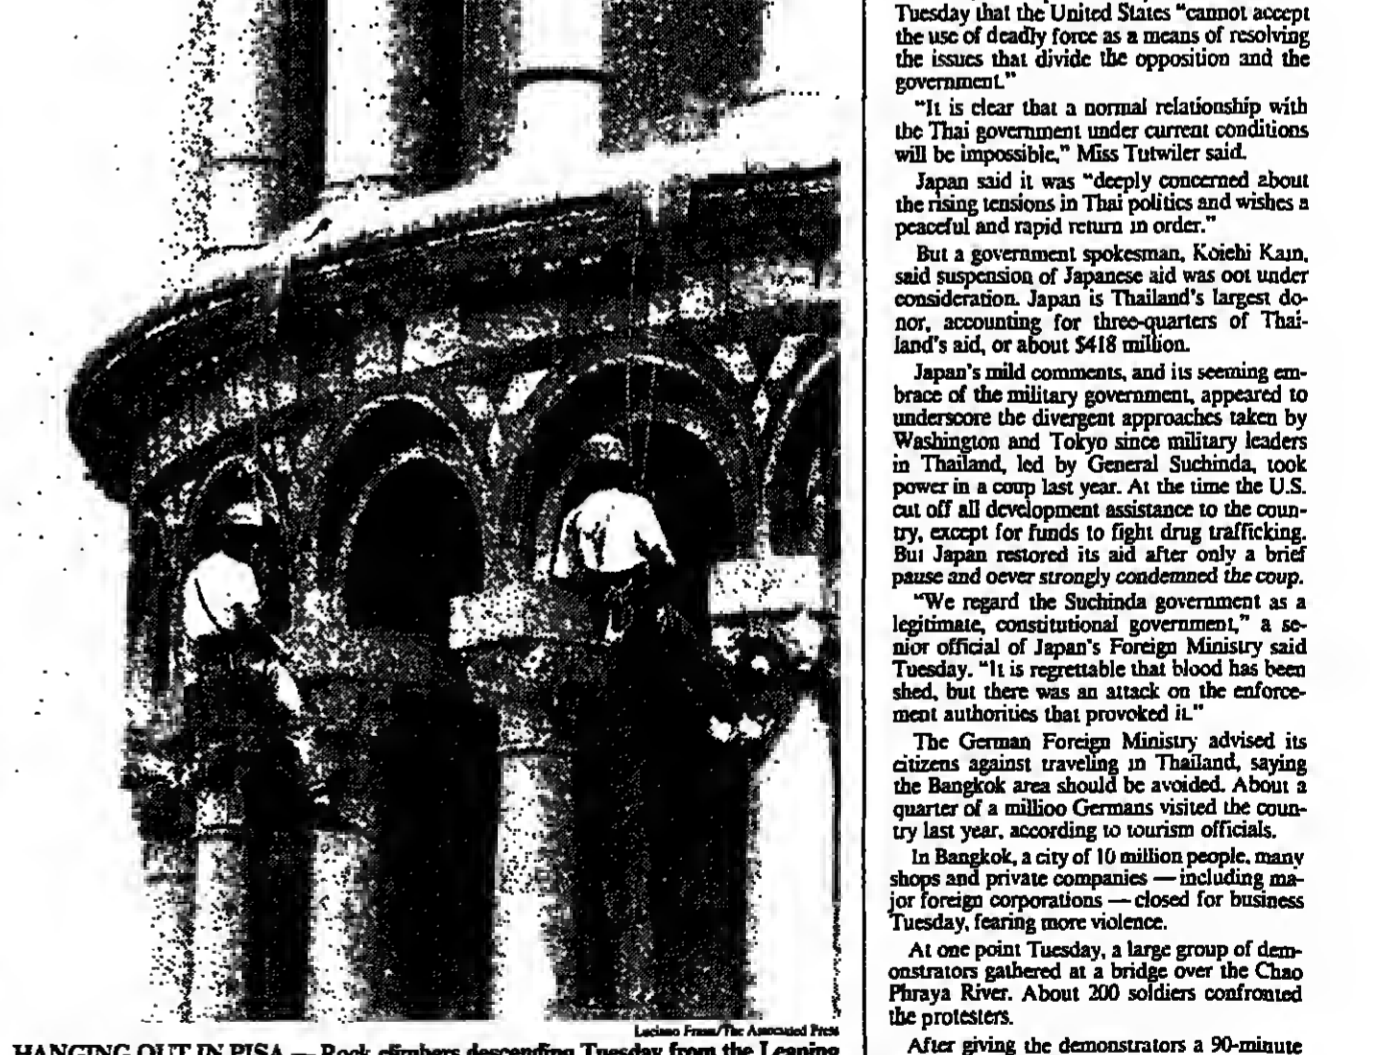 Luciano Frasa/The Associated Press
HANGING OUT IN PISA — Rock climbers descending Tuesday from the Leaning
Tuesday that the United States “cannot accept
the use of deadly force as a means of resolving
the issues that divide the opposition and the
government.”
“It is clear that a normal relationship with
the Thai government under current conditions
will be impossible,” Miss Tutwiler said.
Japan said it was “deeply concerned about
the rising tensions in Thai politics and wishes a
peaceful and rapid return in order.”
But a government spokesman, Koichi
said suspension of Japanese aid was oot under
consideration. Japan is Thailand's largest do-
nor, accounting for three-quarters of Thai-
land's aid, or about $418 million.
Japan's mild comments, and its seeming em-
brace of the military government, appeared to
underscore the divergent approaches taken by
Washington and Tokyo since military leaders
in Thailand, led by General Suchinda, took
power in a coup last year. At the time the U.S.
cut off all development assistance to the coun-
try, except for funds to fight drug trafficking.
But Japan restored its aid after only a brief
pause and oever strongly condemned the coup.
“We regard the Suchinda government as a
legitimate, constitutional government,” a se-
nior official of Japan's Foreign Ministry said
Tuesday. “It is regrettable that blood has been
shed, but there was an attack on the enforce-
ment authorities that provoked it.”
The German Foreign Ministry advised its
citizens against traveling in Thailand, saying
the Bangkok area should be avoided. About a
quarter of a millioo Germans visited the coun-
try last year, according to tourism officials.
In Bangkok, a city of 10 million people, many
shops and private companies — including ma-
jor foreign corporations — closed for business
Tuesday, fearing more violence.
At one point Tuesday, a large group of dem-
onstrators gathered at a bridge over the Chao
Phraya River. About 200 soldiers confronted
the protesters.
After giving the demonstrators a 90-minute